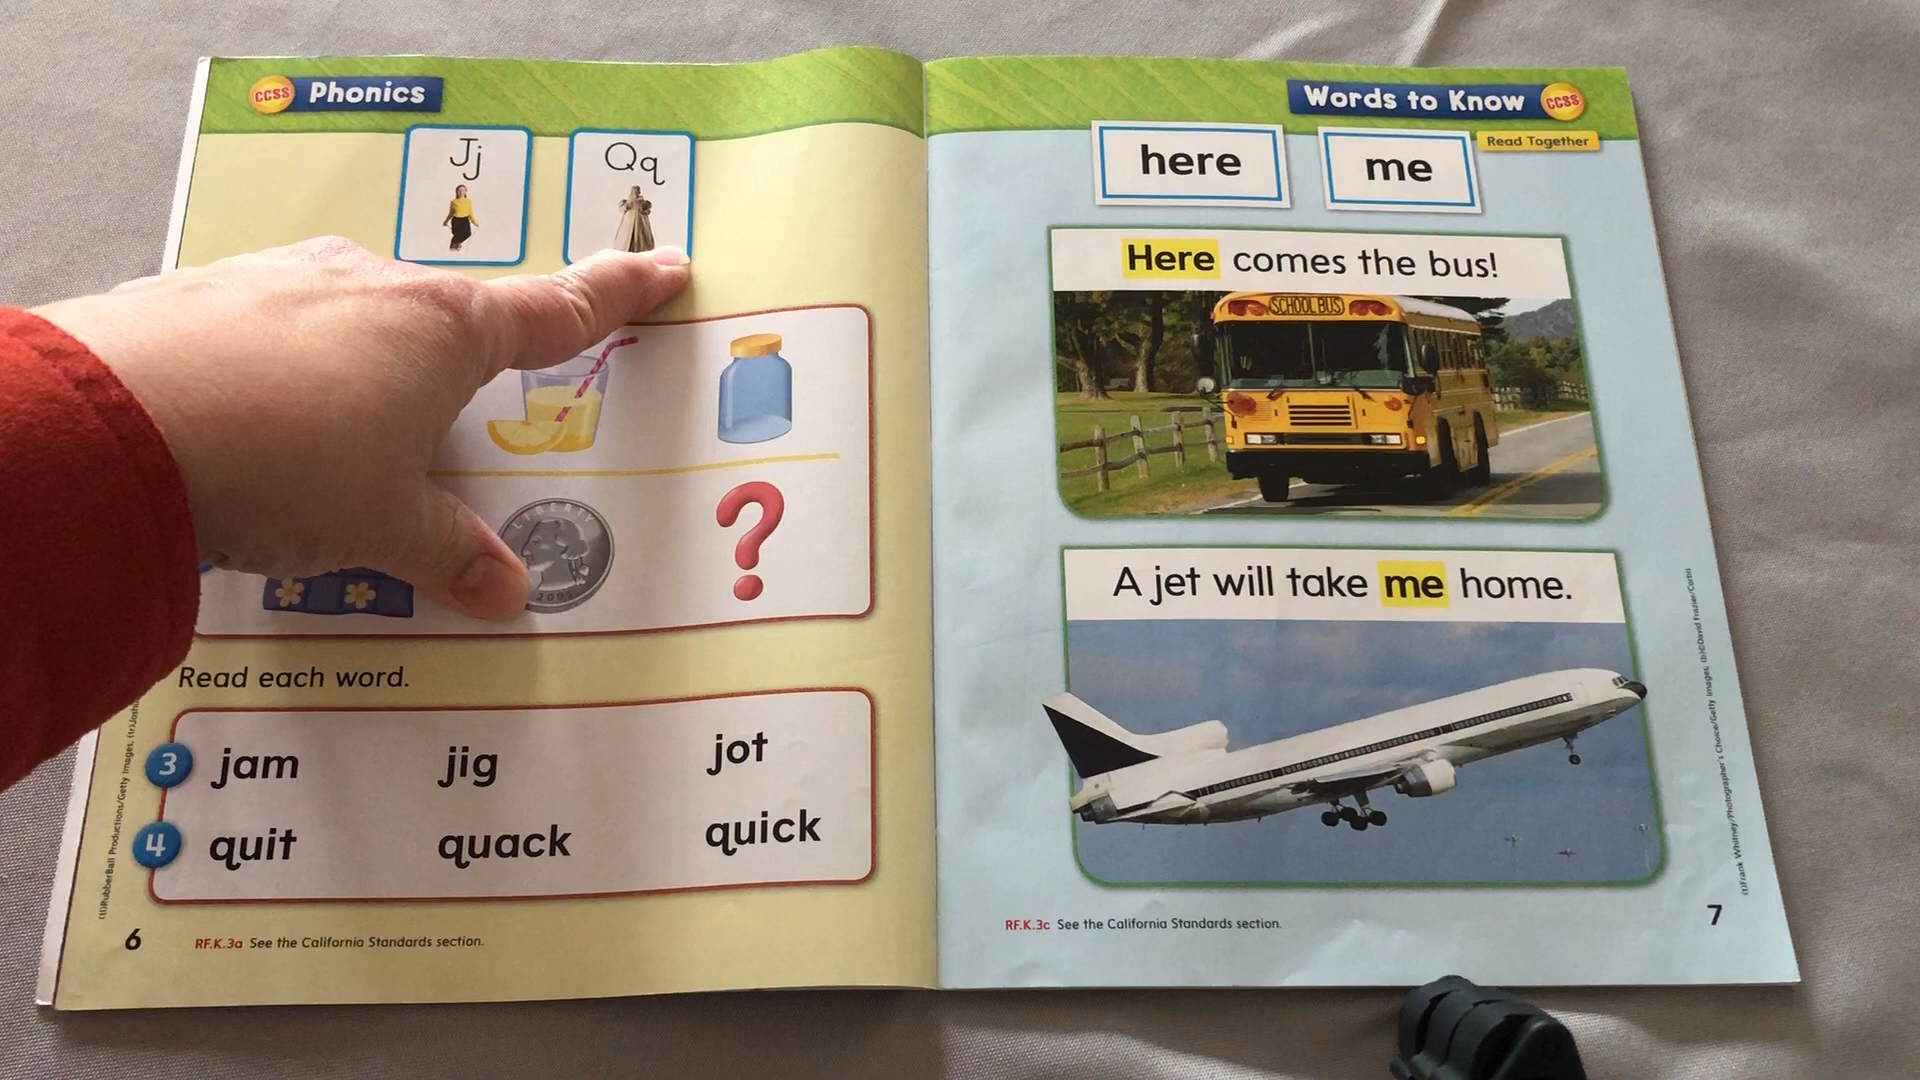 CCSS Phonics
Jj
Qq
LIBERTY
2005
Read each word.
3 jam jig jot
4 quit quack quick
6 RF.K.3a See the California Standards section.
Words to Know CCSS
Read Together
here me
Here comes the bus!
SCHOOL BUS
A jet will take me home.
RF.K.3c See the California Standards section.
7